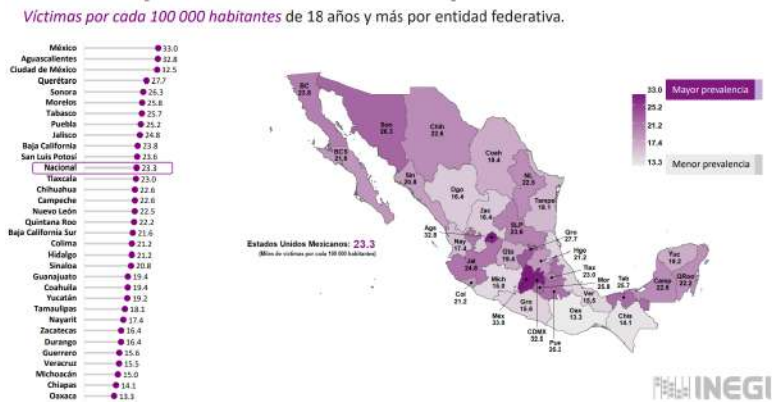 Víctimas por cada 100 000 habitantes de 18 años y más por entidad federativa.
México 33.0
Aguascalientes 32.8
Ciudad de México 32.5
Querétaro 27.7
Sonora 26.3
Morelos 25.8
Tabasco 25.7
Puebla 25.2
Jalisco 24.8
Baja California 23.8
San Luis Potosí 23.6
Nacional 23.3
Tlaxcala 23.0
Chihuahua 22.6
Campeche 22.6
Nuevo León 22.5
Quintana Roo 22.2
Baja California Sur 21.6
Colima 21.2
Hidalgo 21.2
Sinaloa 20.8
Guanajuato 19.4
Coahuila 19.4
Yucatán 19.2
Tamaulipas 18.1
Nayarit 17.4
Zacatecas 16.4
Durango 16.4
Guerrero 15.6
Veracruz 15.5
Michoacán 15.0
Chiapas 14.1
Oaxaca 13.3
BC
23.8
Son
26.3
Chih
22.6
BCS
21.6
Coah
19.4
Sin
20.8
Dgo
16.4
NL
22.5
Zac
16.4
Tamps
18.1
SLP
23.6
Ags
32.8
Nay
17.4
Jal
24.8
Gto
19.4
Qro
27.7
Hgo
21.2
Tlax
23.0
Mor
25.8
Col
21.2
Mich
15.0
Mex
33.0
Gro
15.6
CDMX
32.5
Pue
25.2
Ver
15.5
Oax
13.3
Tab
25.7
Chis
14.1
Camp
22.6
Yuc
19.2
QRoo
22.2
Estados Unidos Mexicanos: 23.3
(Miles de víctimas por cada 100 000 habitantes)
33.0
25.2
21.2
17.4
13.3
Mayor prevalencia
Menor prevalencia
INEGI